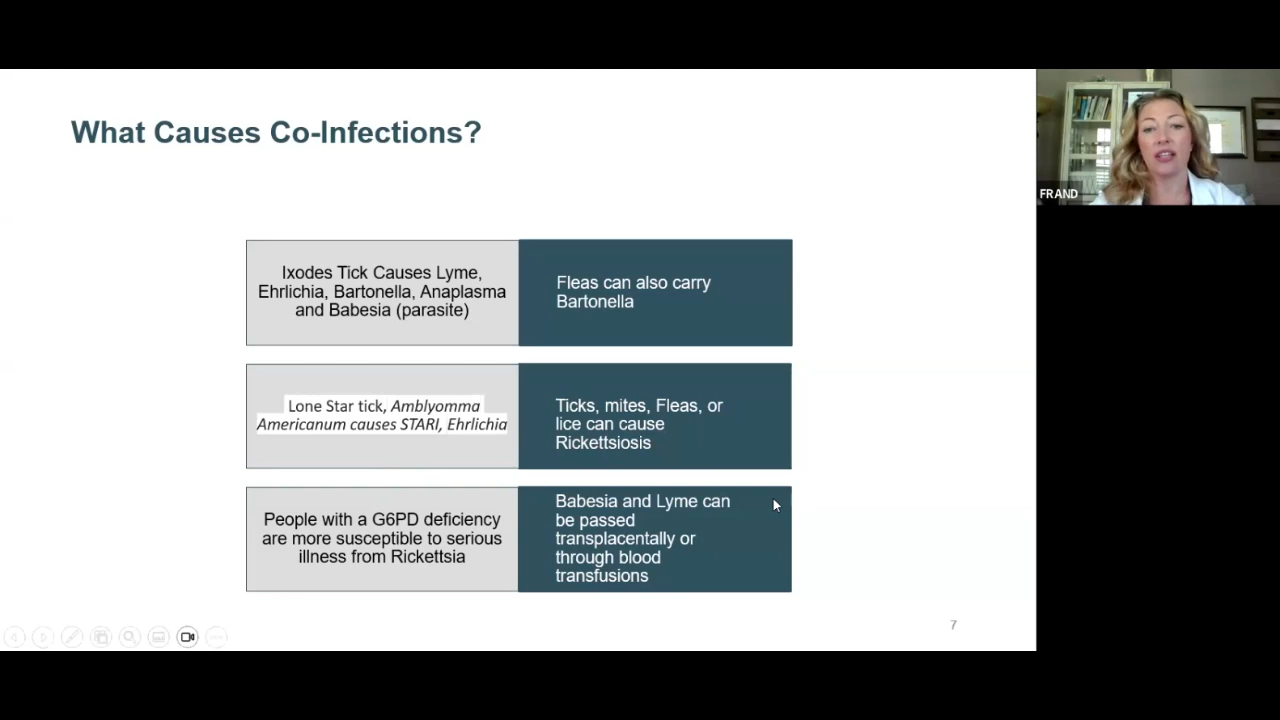 What Causes Co-Infections?
Ixodes Tick Causes Lyme,
Ehrlichia, Bartonella, Anaplasma
and Babesia (parasite)
Fleas can also carry
Bartonella
Lone Star tick, Amblyomma
Americanum causes STARI, Ehrlichia
Ticks, mites, Fleas, or
lice can cause
Rickettsiosis
People with a G6PD deficiency
are more susceptible to serious
illness from Rickettsia
Babesia and Lyme can
be passed
transplacentally or
through blood
transfusions
7
FRAND